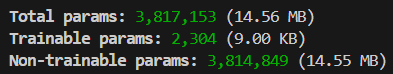 Total params: 3,817,153 (14.56 MB)
Trainable params: 2,304 (9.00 KB)
Non-trainable params: 3,814,849 (14.55 MB)